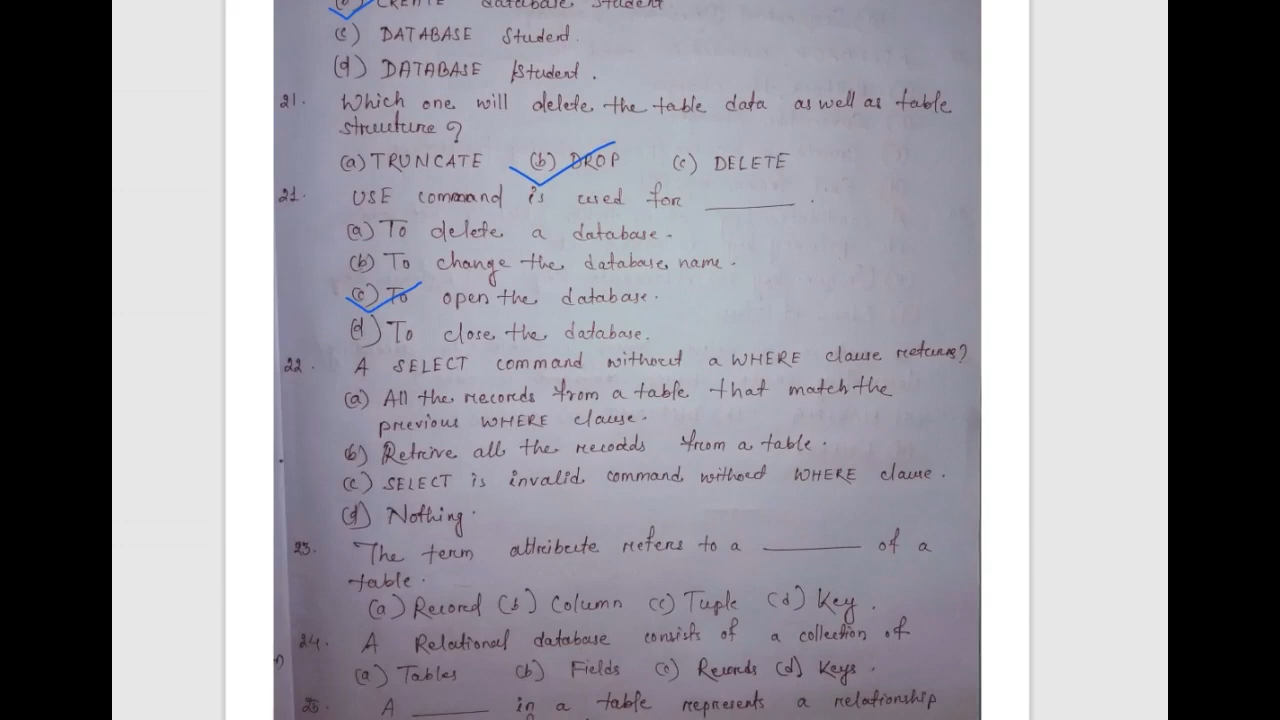 (b) CREATE database student
(c) DATABASE Student.
(d) DATABASE student.
21. Which one will delete the table data as well as table
structure?
(a) TRUNCATE (b) DROP (c) DELETE
21. USE command is used for ______ .
(a) To delete a database.
(b) To change the database name.
(c) To open the database.
(d) To close the database.
22. A SELECT command without a WHERE clause returns?
(a) All the records from a table that match the
previous WHERE clause.
(b) Retrive all the recodds from a table.
(c) SELECT is invalid command without WHERE clause.
(d) Nothing.
23. The term attribute refers to a ______ of a
table.
(a) Record (b) Column (c) Tuple (d) Key.
24. A Relational database consists of a collection of
(a) Tables (b) Fields (c) Records (d) Keys.
25. A ______ in a table represents a relationship